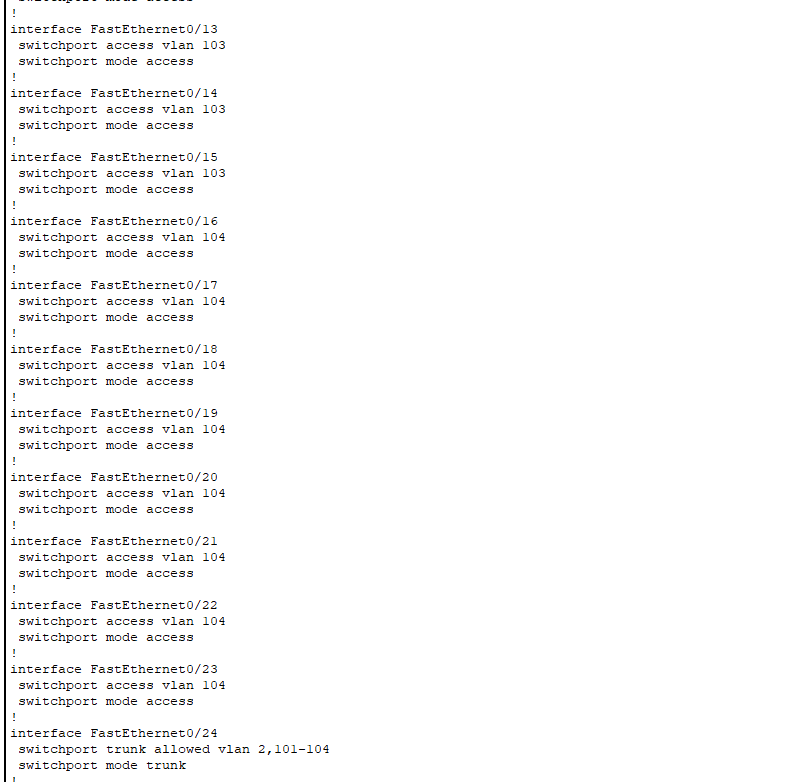 !
interface FastEthernet0/13
 switchport access vlan 103
 switchport mode access
!
interface FastEthernet0/14
 switchport access vlan 103
 switchport mode access
!
interface FastEthernet0/15
 switchport access vlan 103
 switchport mode access
!
interface FastEthernet0/16
 switchport access vlan 104
 switchport mode access
!
interface FastEthernet0/17
 switchport access vlan 104
 switchport mode access
!
interface FastEthernet0/18
 switchport access vlan 104
 switchport mode access
!
interface FastEthernet0/19
 switchport access vlan 104
 switchport mode access
!
interface FastEthernet0/20
 switchport access vlan 104
 switchport mode access
!
interface FastEthernet0/21
 switchport access vlan 104
 switchport mode access
!
interface FastEthernet0/22
 switchport access vlan 104
 switchport mode access
!
interface FastEthernet0/23
 switchport access vlan 104
 switchport mode access
!
interface FastEthernet0/24
 switchport trunk allowed vlan 2,101-104
 switchport mode trunk
!